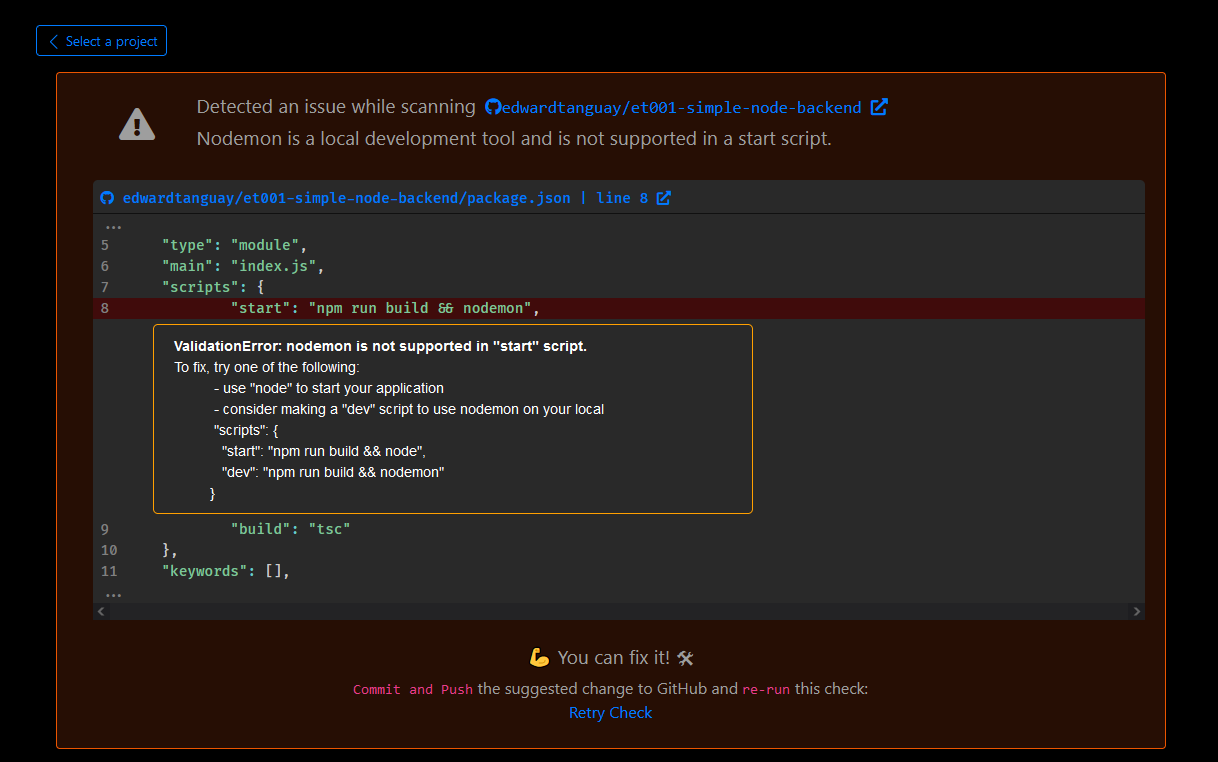 Select a project
Detected an issue while scanning edwardtanguay/et001-simple-node-backend
Nodemon is a local development tool and is not supported in a start script.
edwardtanguay/et001-simple-node-backend/package.json | line 8
...
5 "type": "module",
6 "main": "index.js",
7 "scripts": {
8 "start": "npm run build && nodemon",
ValidationError: nodemon is not supported in "start" script.
To fix, try one of the following:
- use "node" to start your application
- consider making a "dev" script to use nodemon on your local
"scripts": {
"start": "npm run build && node",
"dev": "npm run build && nodemon"
}
9 "build": "tsc"
10 },
11 "keywords": [],
...
💪 You can fix it! 🛠
Commit and Push the suggested change to GitHub and re-run this check:
Retry Check